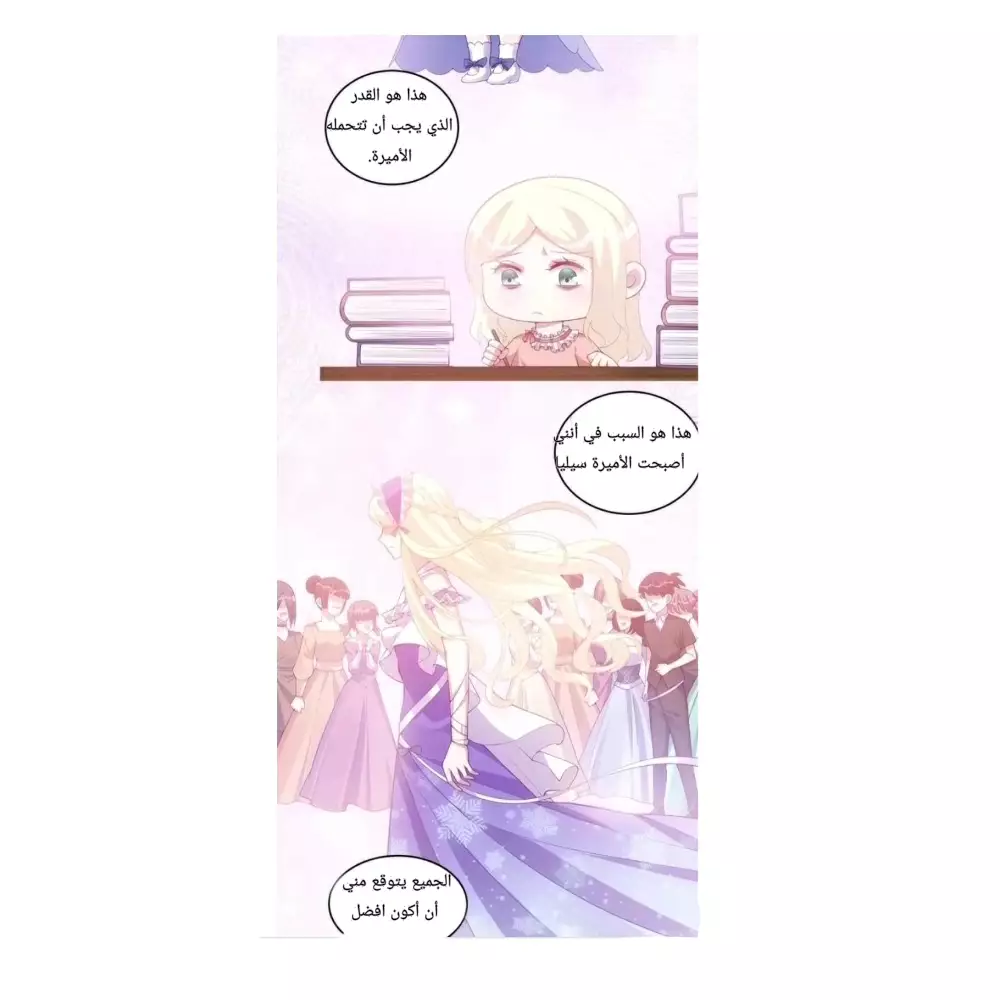 هذا هو القدر
الذي يجب أن تتحمله
الأميرة.
هذا هو السبب في أنني
أصبحت الأميرة سيليا
الجميع يتوقع مني
أن أكون افضل